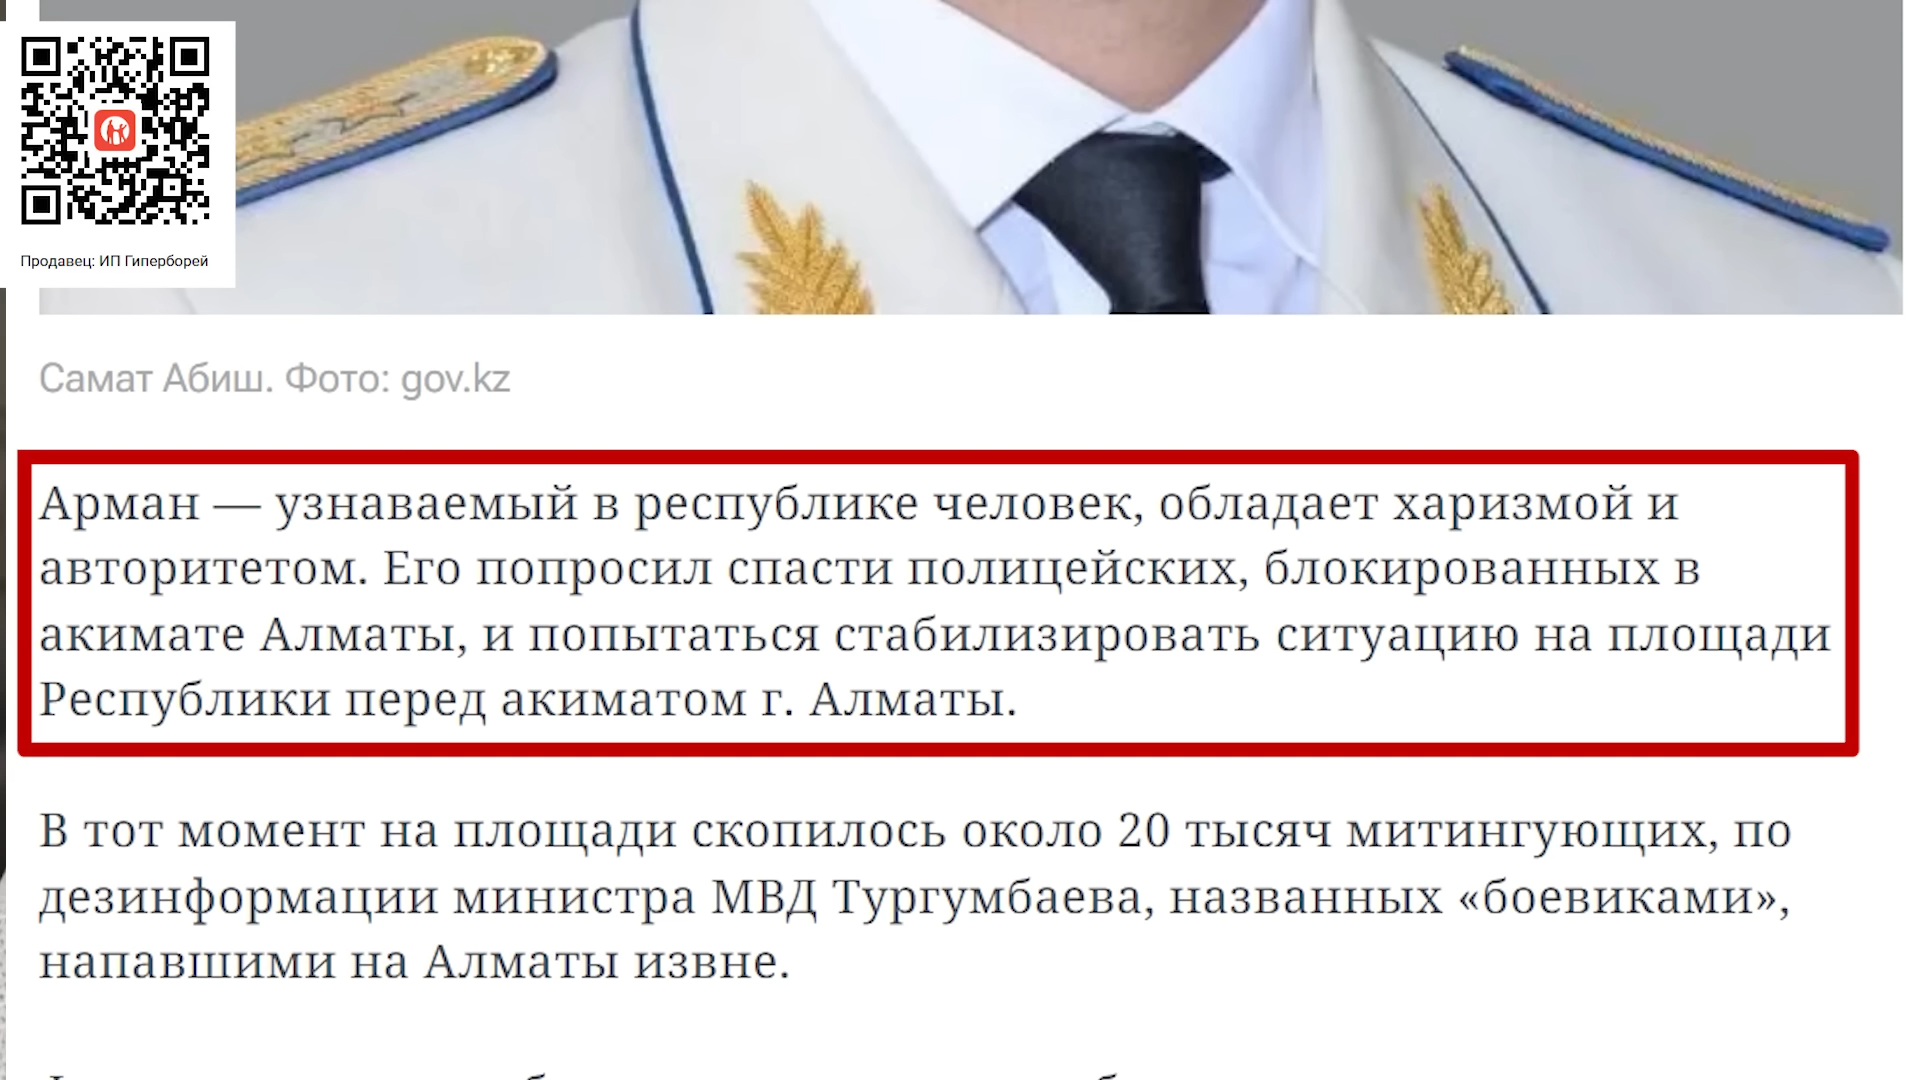 Продавец: ИП Гиперборей
Самат Абиш. Фото: gov.kz
Арман — узнаваемый в республике человек, обладает харизмой и
авторитетом. Его попросил спасти полицейских, блокированных в
акимате Алматы, и попытаться стабилизировать ситуацию на площади
Республики перед акиматом г. Алматы.
В тот момент на площади скопилось около 20 тысяч митингующих, по
дезинформации министра МВД Тургумбаева, названных «боевиками»,
напавшими на Алматы извне.